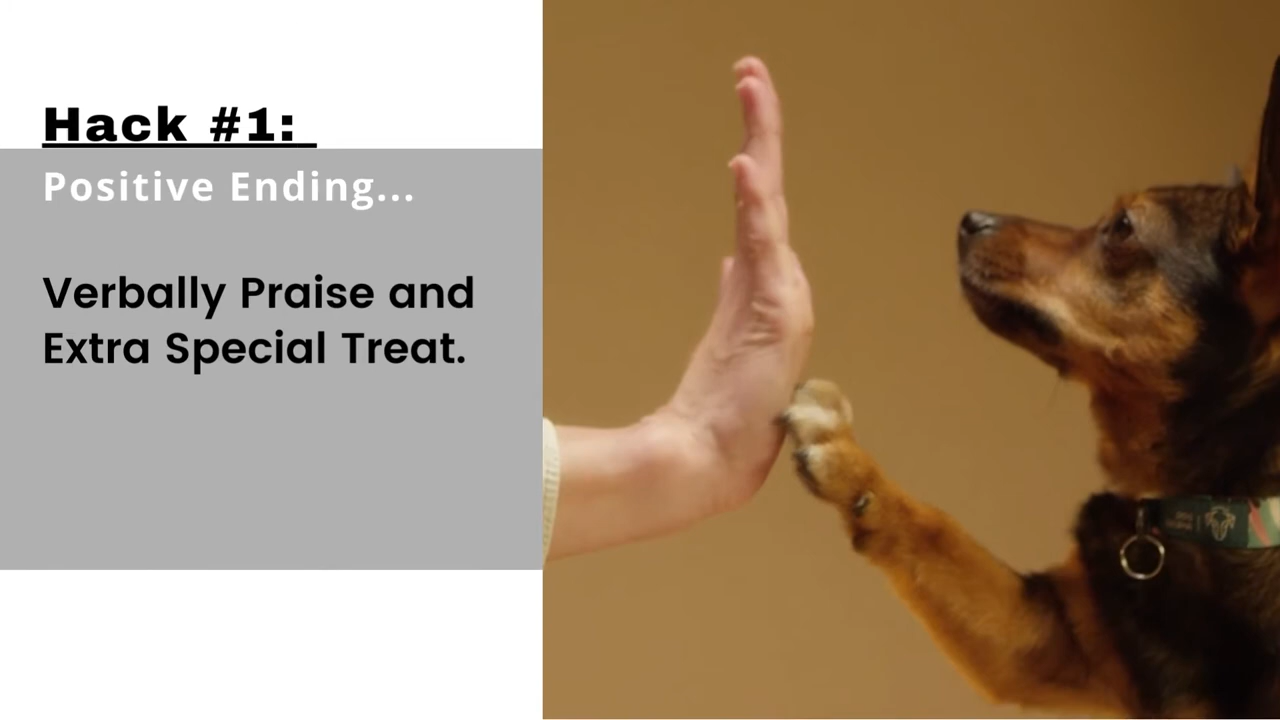 Hack #1:
Positive Ending...
Verbally Praise and
Extra Special Treat.